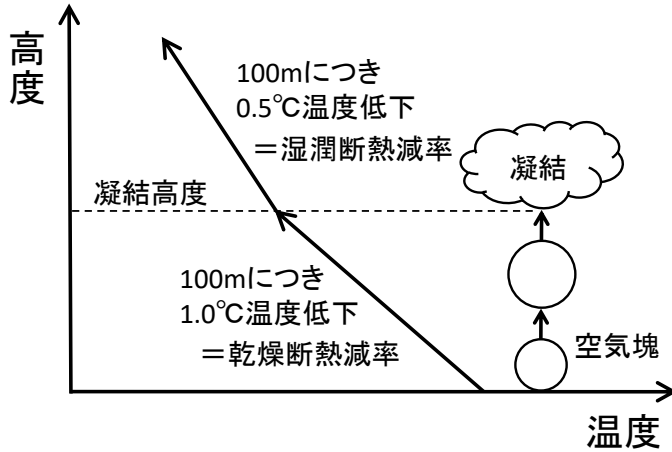 高度
100mにつき
0.5℃温度低下
＝湿潤断熱減率
凝結
凝結高度
100mにつき
1.0℃温度低下
＝乾燥断熱減率
空気塊
温度